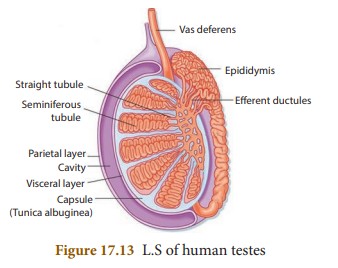 Vas deferens
Epididymis
Straight tubule
Efferent ductules
Seminiferous
tubule
Parietal layer
Cavity
Visceral layer
Capsule
(Tunica albuginea)
Figure 17.13 L.S of human testes